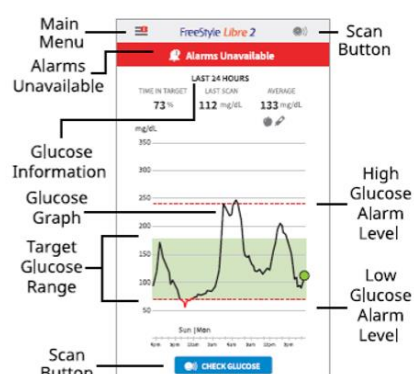 Main
Menu
FreeStyle Libre 2
Scan
Button
Alarms
Unavailable
Alarms Unavailable
LAST 24 HOURS
TIME IN TARGET
LAST SCAN
AVERAGE
73 %
112 mg/dL
133 mg/dL
Glucose
Information
mg/dL
350
300
250
200
150
100
50
Glucose
Graph
High
Glucose
Alarm
Level
Target
Glucose
Range
Low
Glucose
Alarm
Level
Sun | Mon
Scan
Button
CHECK GLUCOSE